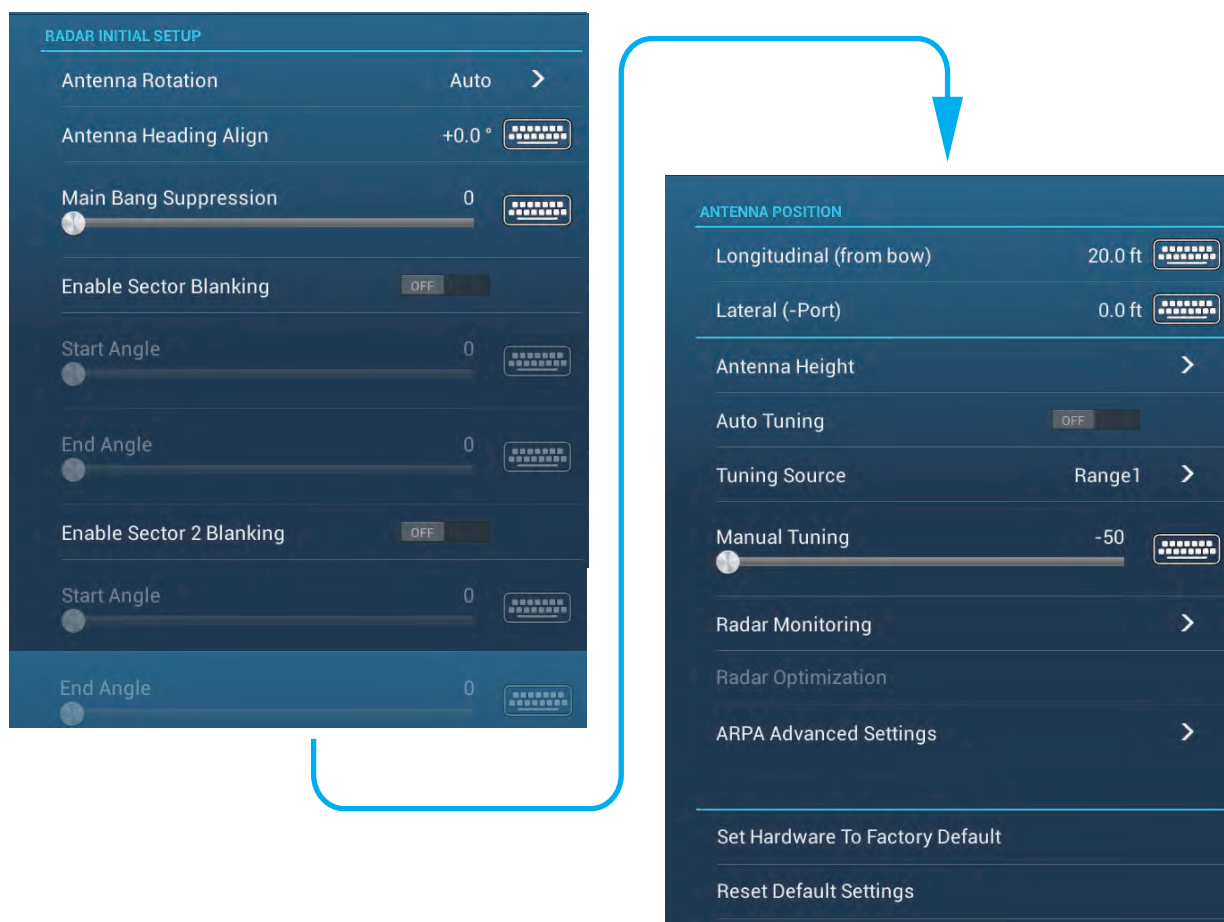 RADAR INITIAL SETUP
Antenna Rotation Auto
Antenna Heading Align +0.0 °
Main Bang Suppression 0
Enable Sector Blanking OFF
Start Angle 0
End Angle 0
Enable Sector 2 Blanking OFF
Start Angle 0
End Angle 0
ANTENNA POSITION
Longitudinal (from bow) 20.0 ft
Lateral (-Port) 0.0 ft
Antenna Height
Auto Tuning OFF
Tuning Source Range1
Manual Tuning -50
Radar Monitoring
Radar Optimization
ARPA Advanced Settings
Set Hardware To Factory Default
Reset Default Settings